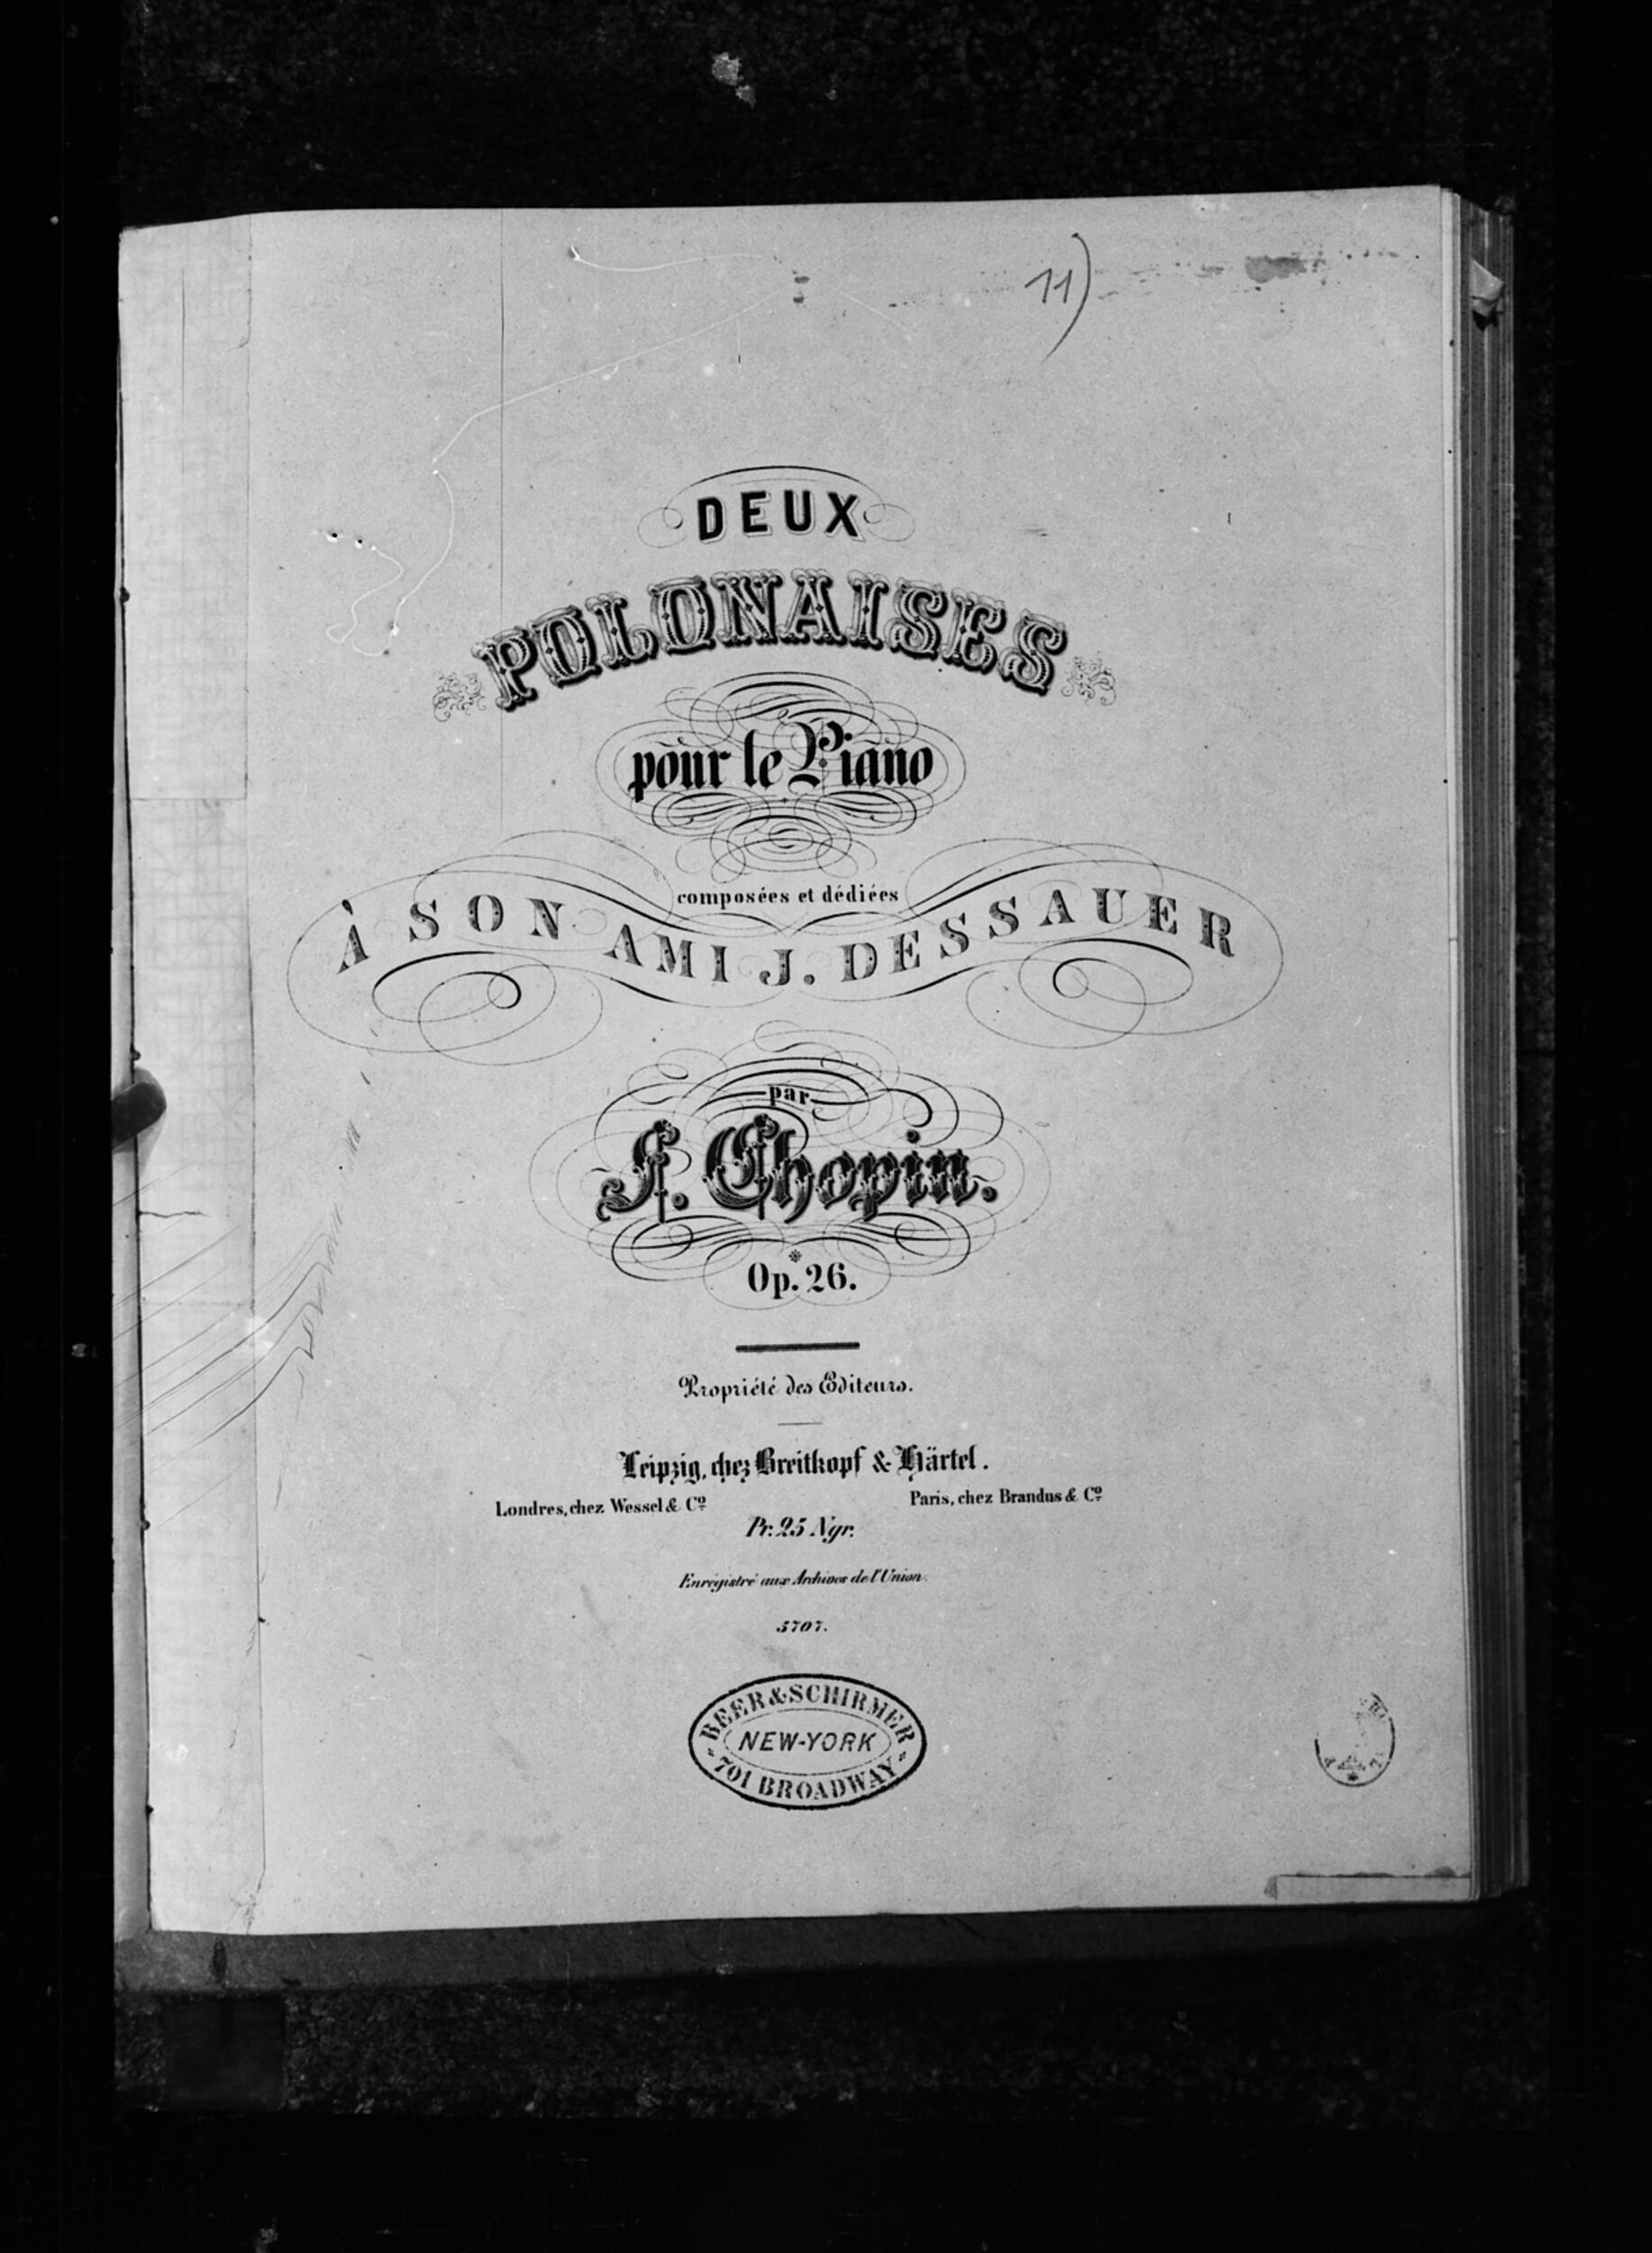 11)
DEUX
POLONAISES
pour le Piano
composées et dédiées
À SON AMI J. DESSAUER
par
F. Chopin.
Op. 26.
Propriété des Editeurs.
Leipzig, chez Breitkopf & Härtel.
Londres, chez Wessel & Co.
Paris, chez Brandus & Co.
Pr. 25 Ngr.
Enrégistré aux Archives de l'Union.
5707.
BEER & SCHIRMER
NEW-YORK
701 BROADWAY